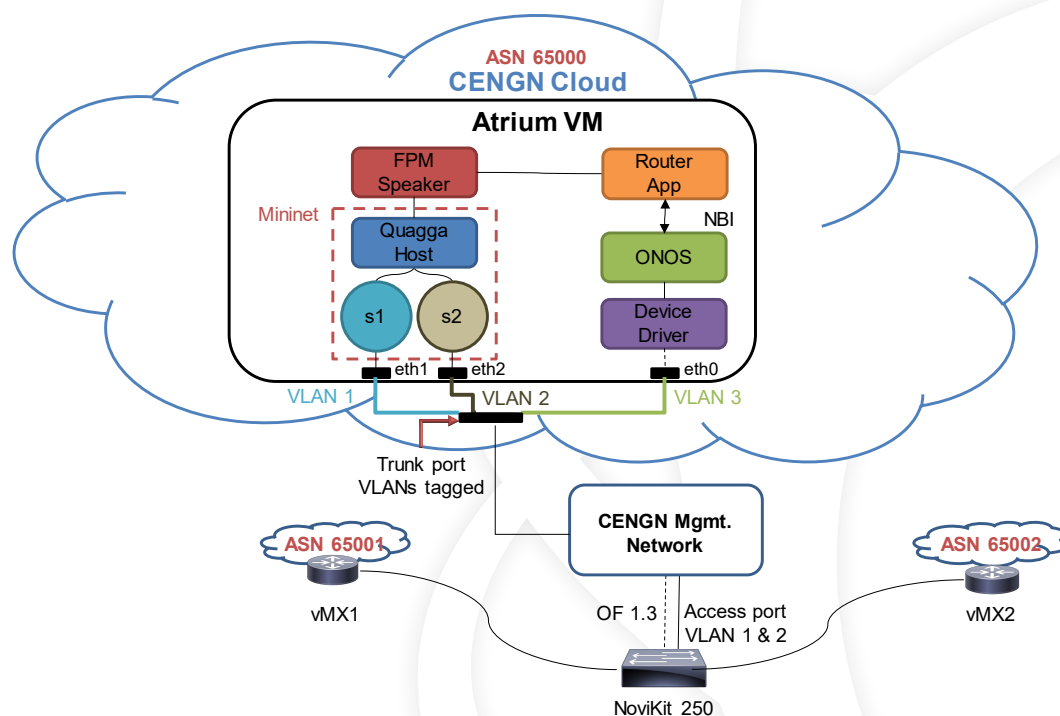 ASN 65000
CENGN Cloud
Atrium VM
FPM
Speaker
Router
App
Mininet
NBI
Quagga
Host
ONOS
s1
s2
Device
Driver
eth1
eth2
eth0
VLAN 1
VLAN 2
VLAN 3
Trunk port
VLANs tagged
CENGN Mgmt.
Network
ASN 65001
ASN 65002
vMX1
vMX2
OF 1.3
Access port
VLAN 1 & 2
NoviKit 250